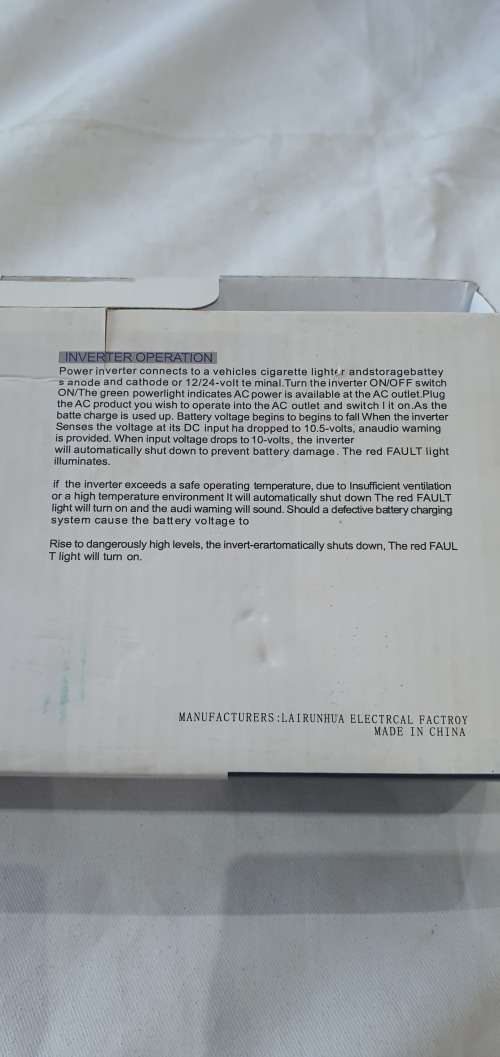 INVERTER OPERATION
Power inverter connects to a vehicles cigarette lighter andstoragebattey
s anode and cathode or 12/24-volt te minal.Turn the inverter ON/OFF switch
ON/The green powerlight indicates AC power is available at the AC outlet.Plug
the AC product you wish to operate into the AC outlet and switch l it on.As the
batte charge is used up. Battery voltage begins to begins to fall When the inverter
Senses the voltage at its DC input ha dropped to 10.5-volts, anaudio warning
is provided. When input voltage drops to 10-volts, the inverter
will automatically shut down to prevent battery damage. The red FAULT light
illuminates.
if the inverter exceeds a safe operating temperature, due to Insufficient ventilation
or a high temperature environment It will automatically shut down The red FAULT
light will turn on and the audi warning will sound. Should a defective battery charging
system cause the battery voltage to
Rise to dangerously high levels, the invert-erartomatically shuts down, The red FAUL
T light will turn on.
MANUFACTURERS:LAIRUNHUA ELECTRCAL FACTROY
MADE IN CHINA